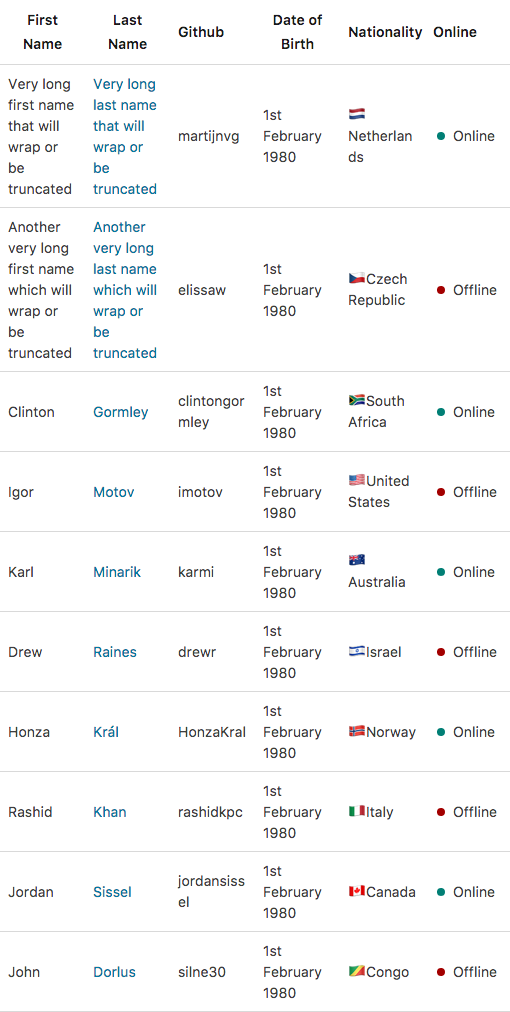 First Name
Last Name
Github
Date of Birth
Nationality
Online
Very long
first name
that will
wrap or
be
truncated
Very long
last name
that will
wrap or
be
truncated
martijnvg
1st
February
1980
Netherlan
ds
Online
Another
very long
first name
which will
wrap or
be
truncated
Another
very long
last name
which will
wrap or
be
truncated
elissaw
1st
February
1980
Czech
Republic
Offline
Clinton
Gormley
clintongor
mley
1st
February
1980
South
Africa
Online
Igor
Motov
imotov
1st
February
1980
United
States
Offline
Karl
Minarik
karmi
1st
February
1980
Australia
Online
Drew
Raines
drewr
1st
February
1980
Israel
Offline
Honza
Král
HonzaKral
1st
February
1980
Norway
Online
Rashid
Khan
rashidkpc
1st
February
1980
Italy
Offline
Jordan
Sissel
jordansiss
el
1st
February
1980
Canada
Online
John
Dorlus
silne30
1st
February
1980
Congo
Offline